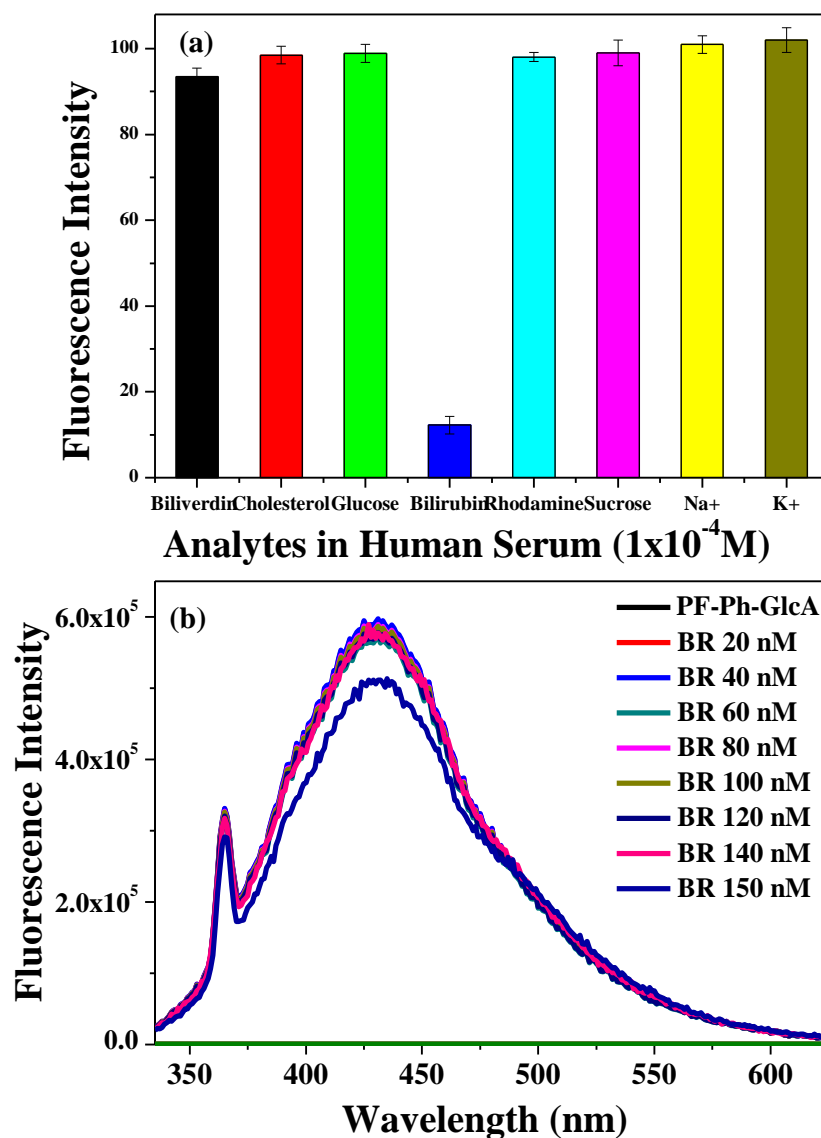 (a)
Fluorescence Intensity
100
80
60
40
20
0
Biliverdin Cholesterol Glucose Bilirubin Rhodamine Sucrose Na+ K+
Analytes in Human Serum (1x10⁻⁴M)
(b)
Fluorescence Intensity
6.0x10⁵
4.0x10⁵
2.0x10⁵
0.0
PF-Ph-GlcA
BR 20 nM
BR 40 nM
BR 60 nM
BR 80 nM
BR 100 nM
BR 120 nM
BR 140 nM
BR 150 nM
350 400 450 500 550 600
Wavelength (nm)